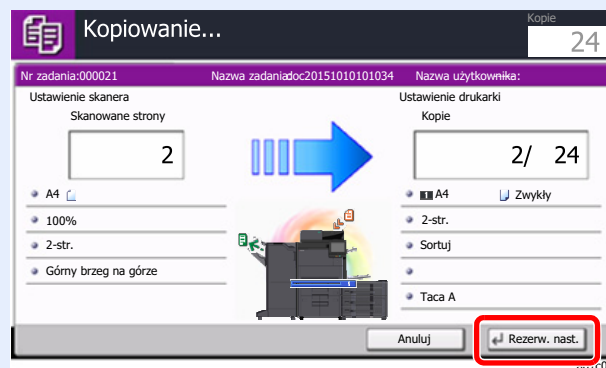 Kopiowanie...
Kopie
24
Nr zadania:000021 Nazwa zadania:doc20151010101034 Nazwa użytkownika:
Ustawienie skanera
Skanowane strony
2
A4
100%
2-str.
Górny brzeg na górze
Ustawienie drukarki
Kopie
2/ 24
1 A4 Zwykły
2-str.
Sortuj
Taca A
1
Anuluj
Rezerw. nast.